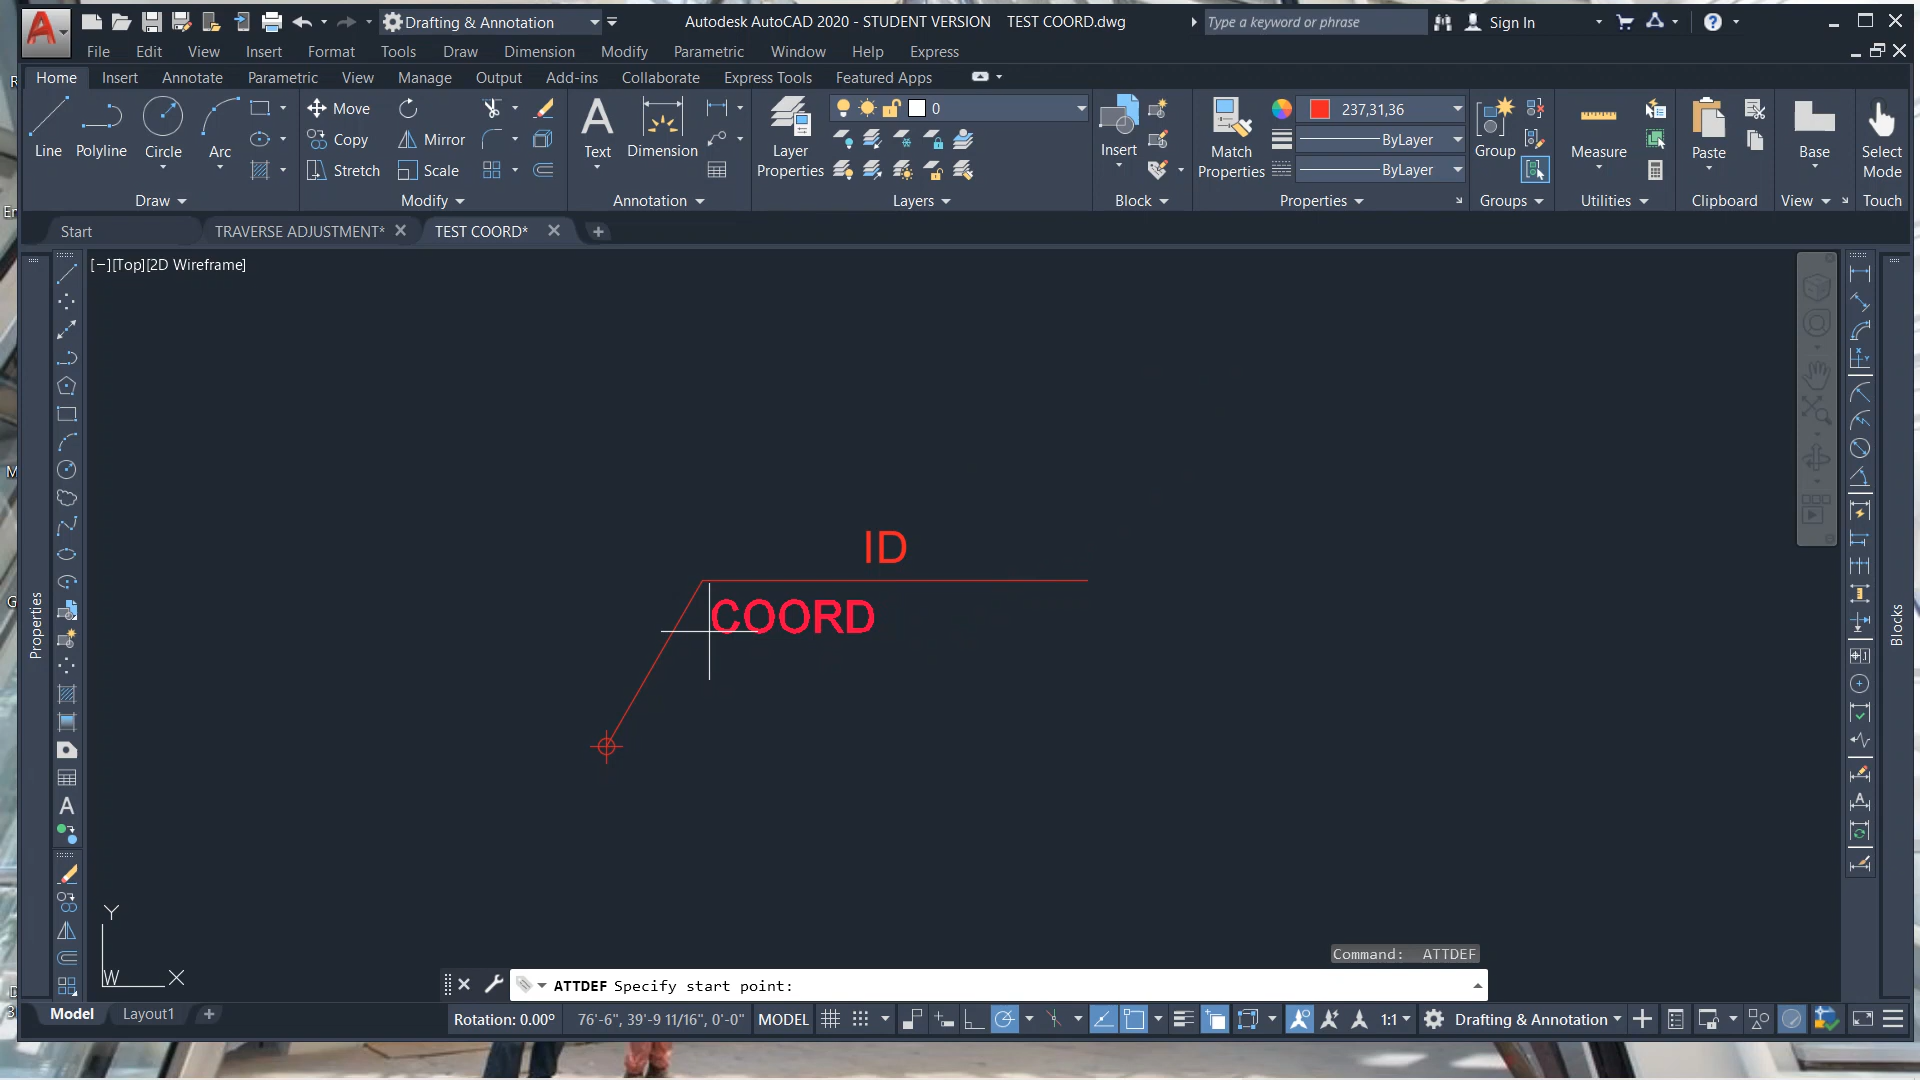 Drafting & Annotation
Autodesk AutoCAD 2020 - STUDENT VERSION TEST COORD.dwg
Type a keyword or phrase
Sign In
File Edit View Insert Format Tools Draw Dimension Modify Parametric Window Help Express
Home Insert Annotate Parametric View Manage Output Add-ins Collaborate Express Tools Featured Apps
Line
Polyline
Circle
Arc
Move
Copy
Stretch
Mirror
Scale
Text
Dimension
Layer
Properties
0
Insert
Match
Properties
237,31,36
ByLayer
ByLayer
Group
Measure
Paste
Base
Select
Mode
Draw
Modify
Annotation
Layers
Block
Properties
Groups
Utilities
Clipboard
View
Touch
Start
TRAVERSE ADJUSTMENT*
TEST COORD*
[−][Top][2D Wireframe]
ID
COORD
Properties
Blocks
Y
W
X
Command: ATTDEF
ATTDEF Specify start point:
Model
Layout1
Rotation: 0.00°
76'-6", 39'-9 11/16", 0'-0"
MODEL
1:1
Drafting & Annotation